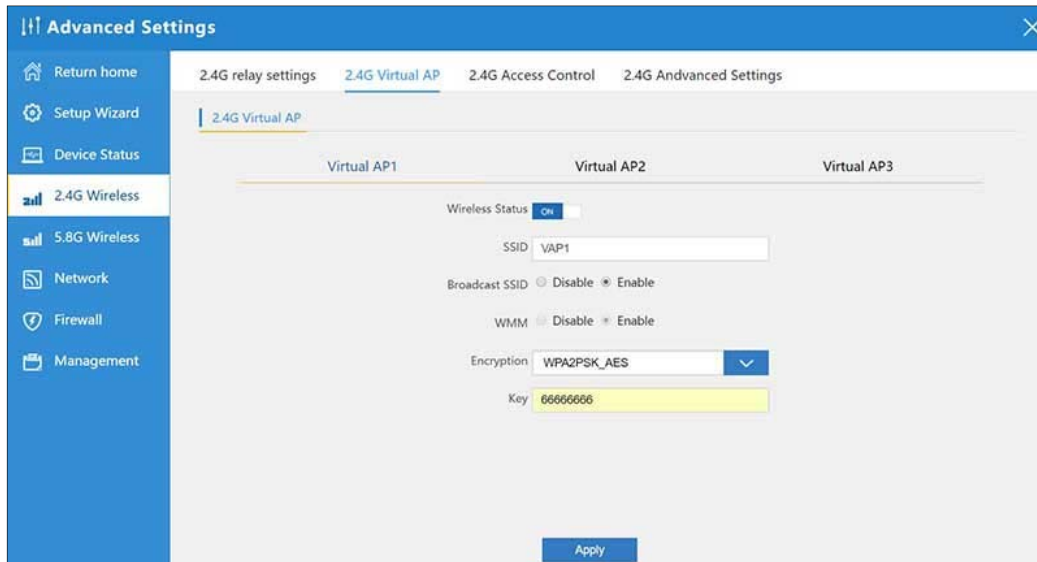 Advanced Settings
Return home
Setup Wizard
Device Status
2.4G Wireless
5.8G Wireless
Network
Firewall
Management
2.4G relay settings 2.4G Virtual AP 2.4G Access Control 2.4G Andvanced Settings
2.4G Virtual AP
Virtual AP1 Virtual AP2 Virtual AP3
Wireless Status ON
SSID VAP1
Broadcast SSID Disable Enable
WMM Disable Enable
Encryption WPA2PSK_AES
Key 66666666
Apply